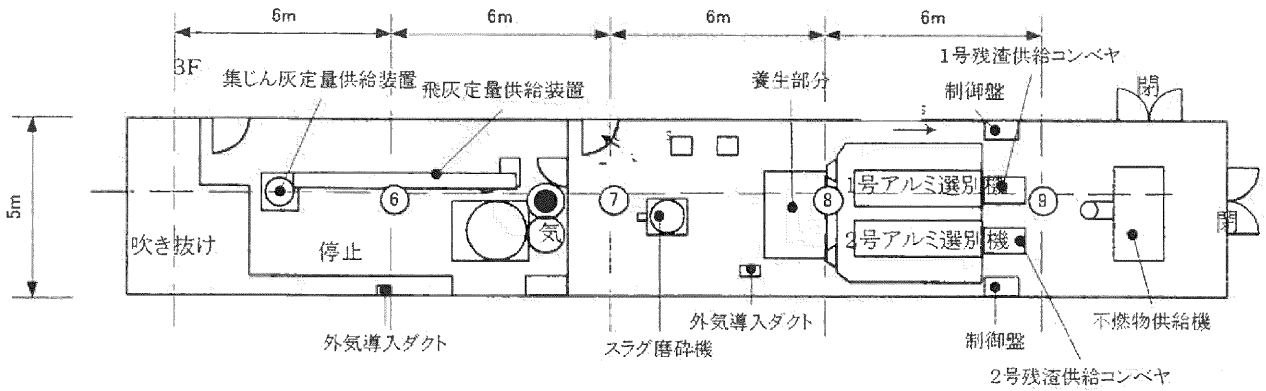 6m
6m
6m
6m
1号残渣供給コンベヤ
3F
集じん灰定量供給装置
飛灰定量供給装置
養生部分
制御盤
閉
s
s
5m
1号アルミ選別機
6
7
8
9
吹き抜け
停止
気
2号アルミ選別機
閉
外気導入ダクト
スラグ磨砕機
外気導入ダクト
制御盤
不燃物供給機
2号残渣供給コンベヤ